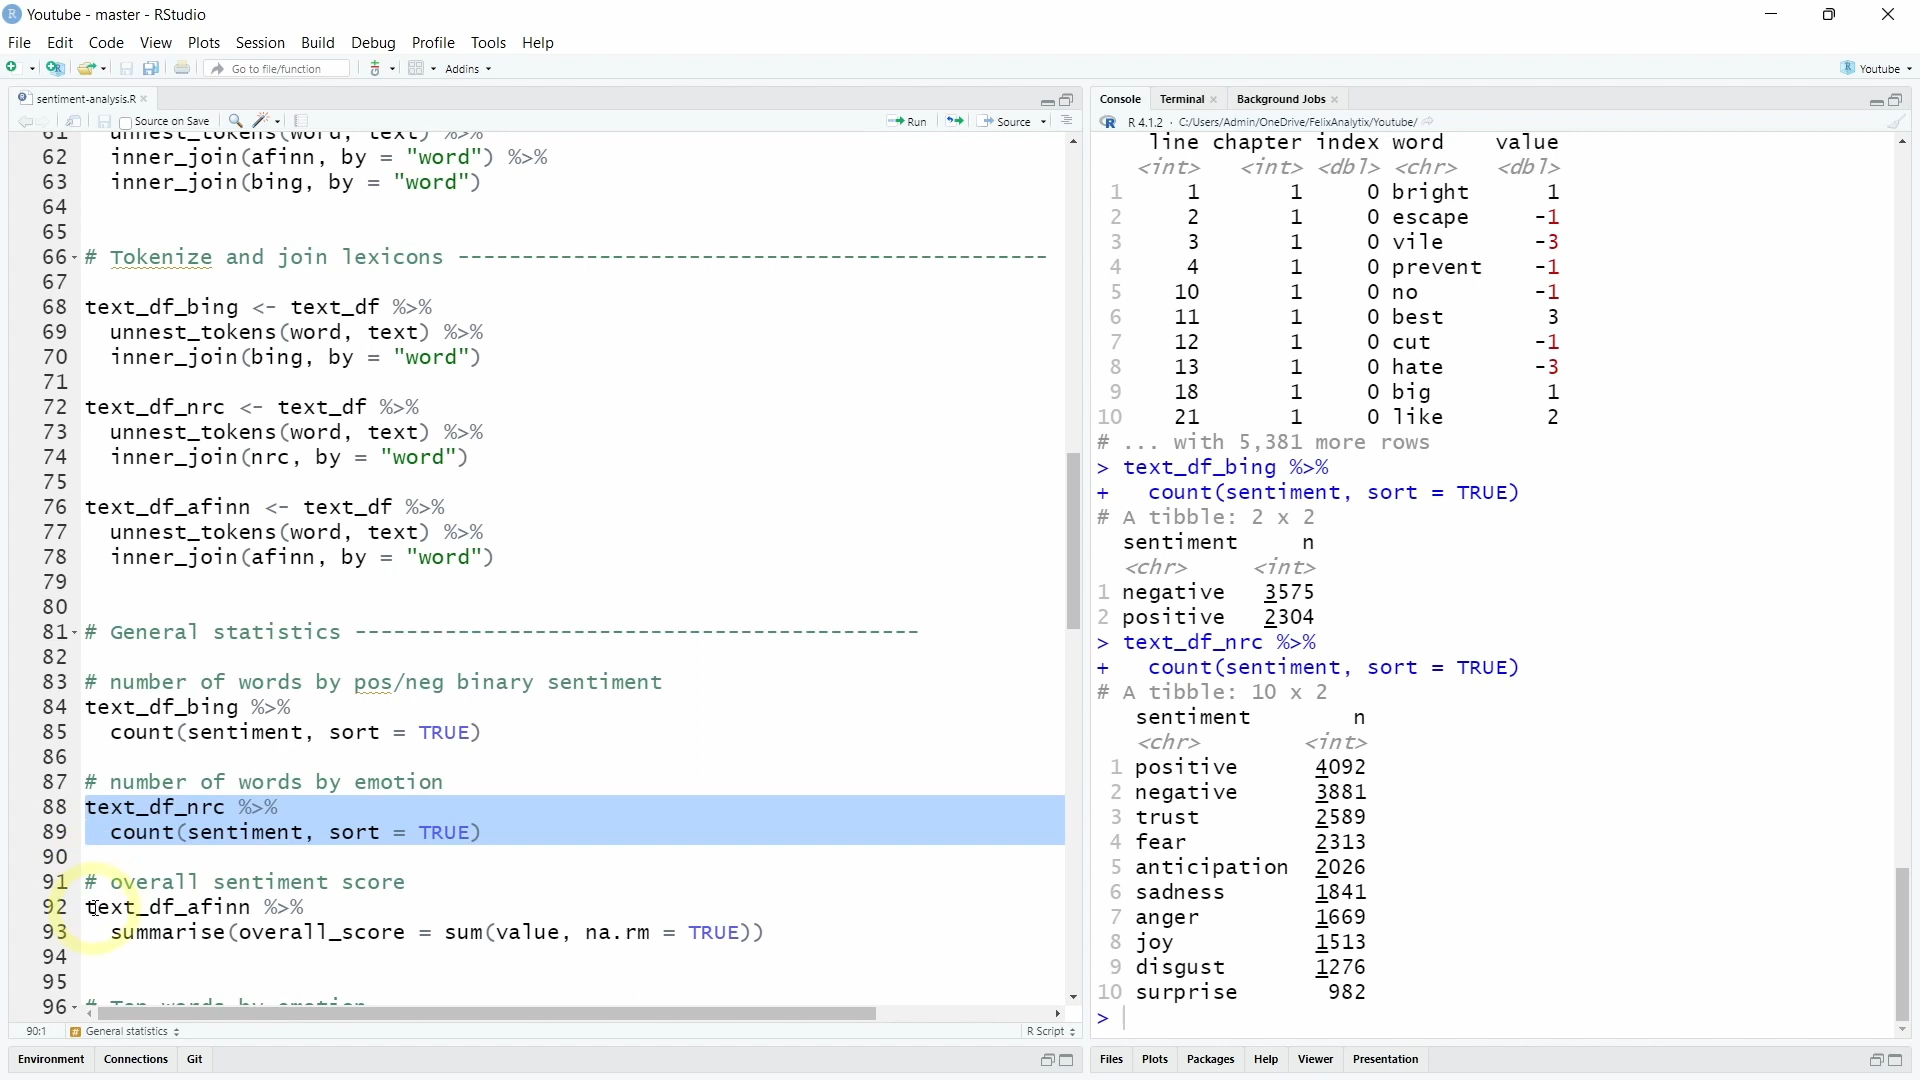 Youtube - master - RStudio
File Edit Code View Plots Session Build Debug Profile Tools Help
Go to file/function Addins Youtube
sentiment-analysis.R
Source on Save Run Source
61 unnest_tokens(word, text) %>%
62 inner_join(afinn, by = "word") %>%
63 inner_join(bing, by = "word")
64
65
66 # Tokenize and join lexicons ----------------------------------------------
67
68 text_df_bing <- text_df %>%
69 unnest_tokens(word, text) %>%
70 inner_join(bing, by = "word")
71
72 text_df_nrc <- text_df %>%
73 unnest_tokens(word, text) %>%
74 inner_join(nrc, by = "word")
75
76 text_df_afinn <- text_df %>%
77 unnest_tokens(word, text) %>%
78 inner_join(afinn, by = "word")
79
80
81 # General statistics --------------------------------------------
82
83 # number of words by pos/neg binary sentiment
84 text_df_bing %>%
85 count(sentiment, sort = TRUE)
86
87 # number of words by emotion
88 text_df_nrc %>%
89 count(sentiment, sort = TRUE)
90
91 # overall sentiment score
92 text_df_afinn %>%
93 summarise(overall_score = sum(value, na.rm = TRUE))
94
95
96 # Top words by emotion
90:1 # General statistics R Script
Environment Connections Git
Console Terminal Background Jobs
R 4.1.2 · C:/Users/Admin/OneDrive/FelixAnalytix/Youtube/
line chapter index word value
<int> <int> <dbl> <chr> <dbl>
1 1 1 0 bright 1
2 2 1 0 escape -1
3 3 1 0 vile -3
4 4 1 0 prevent -1
5 10 1 0 no -1
6 11 1 0 best 3
7 12 1 0 cut -1
8 13 1 0 hate -3
9 18 1 0 big 1
10 21 1 0 like 2
# ... with 5,381 more rows
> text_df_bing %>%
+ count(sentiment, sort = TRUE)
# A tibble: 2 x 2
sentiment n
<chr> <int>
1 negative 3575
2 positive 2304
> text_df_nrc %>%
+ count(sentiment, sort = TRUE)
# A tibble: 10 x 2
sentiment n
<chr> <int>
1 positive 4092
2 negative 3881
3 trust 2589
4 fear 2313
5 anticipation 2026
6 sadness 1841
7 anger 1669
8 joy 1513
9 disgust 1276
10 surprise 982
>
Files Plots Packages Help Viewer Presentation